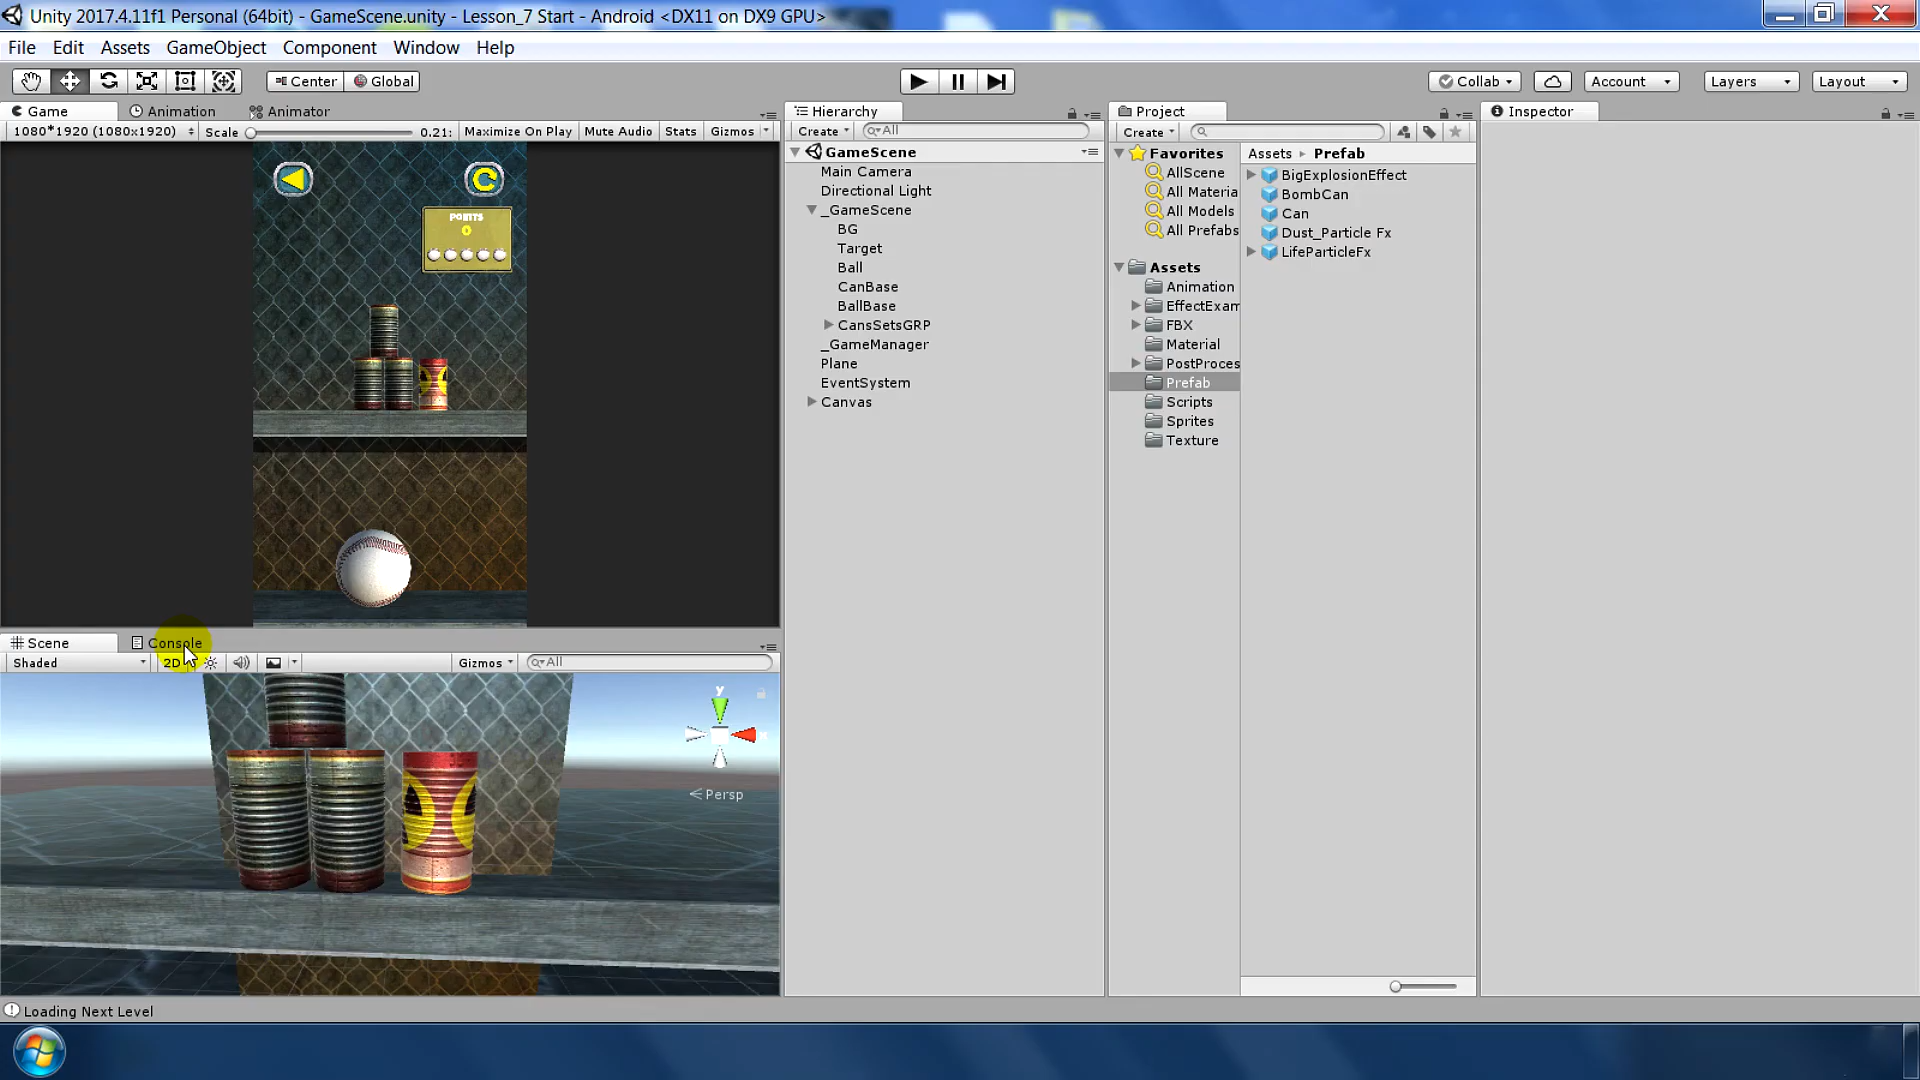 Unity 2017.4.11f1 Personal (64bit) - GameScene.unity - Lesson_7 Start - Android <DX11 on DX9 GPU>
File Edit Assets GameObject Component Window Help
Center Global Collab Account Layers Layout
Game Animation Animator
1080*1920 (1080x1920) Scale 0.21: Maximize On Play Mute Audio Stats Gizmos
POINTS
0
Scene Console
Shaded 2D Gizmos All
y
x
Persp
Hierarchy
Create All
GameScene
Main Camera
Directional Light
_GameScene
BG
Target
Ball
CanBase
BallBase
CansSetsGRP
_GameManager
Plane
EventSystem
Canvas
Project
Create
Favorites
AllScene
All Materia
All Models
All Prefabs
Assets
Animation
EffectExam
FBX
Material
PostProces
Prefab
Scripts
Sprites
Texture
Assets Prefab
BigExplosionEffect
BombCan
Can
Dust_Particle Fx
LifeParticleFx
Inspector
Loading Next Level